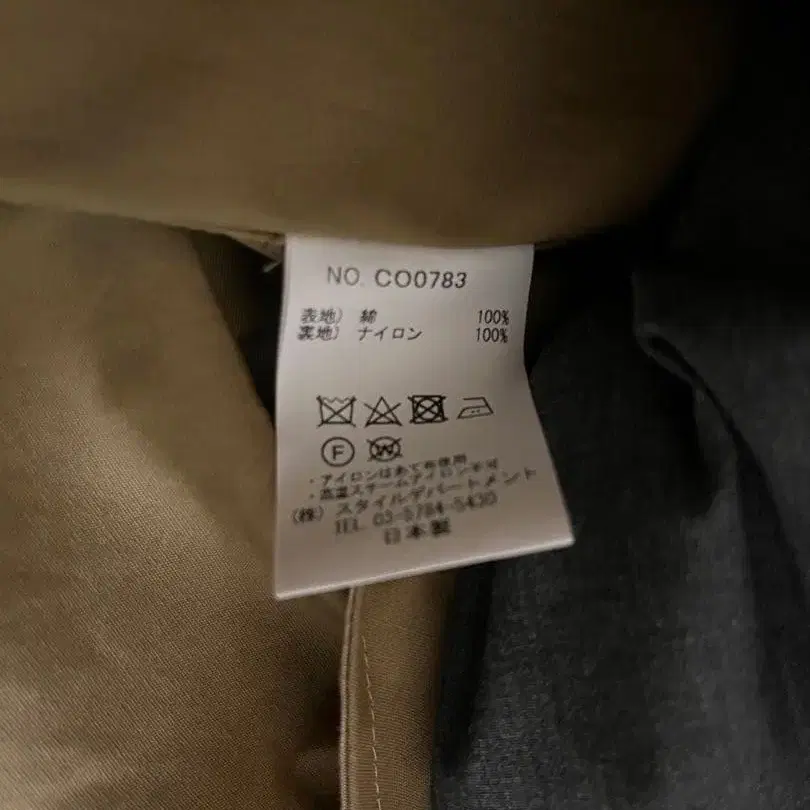 NO. CO0783
表地) 綿 100%
裏地) ナイロン 100%
F W
・アイロンはあて布使用
・高温スチームアイロン不可
(株) スタイルデパートメント
TEL 03-5784-5430
日本製